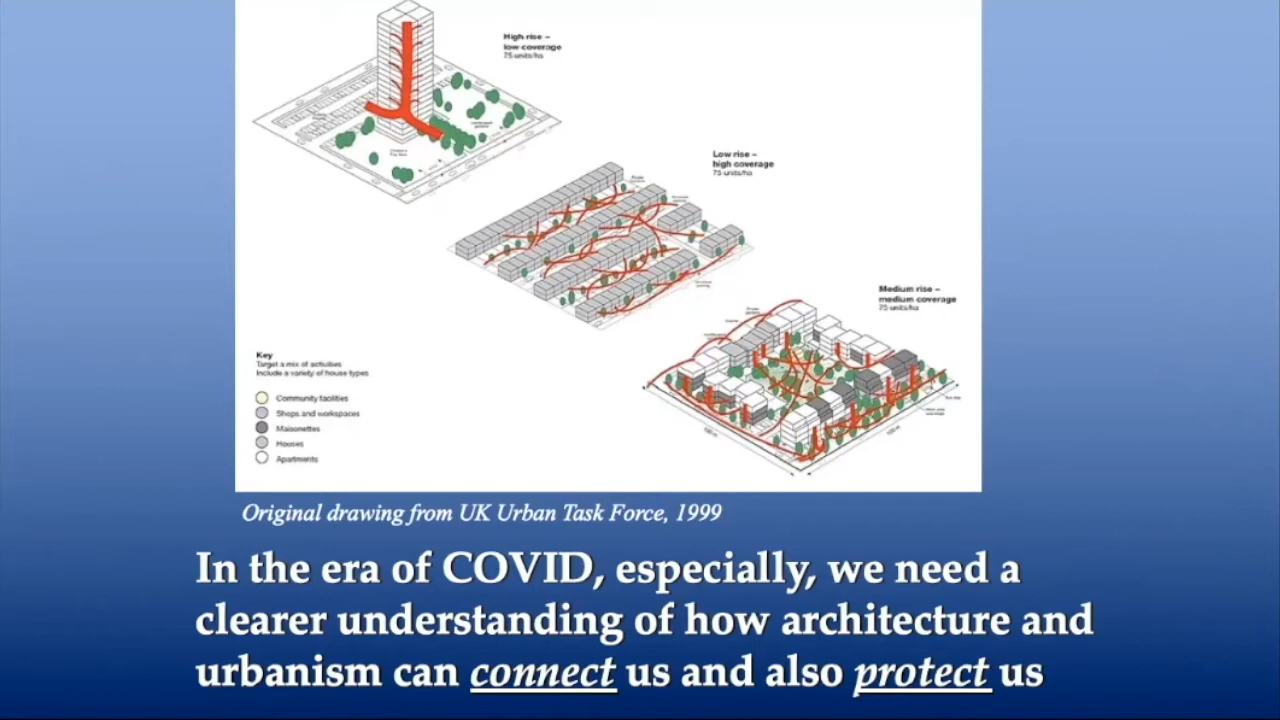 High rise –
low coverage
75 units/ha
Low rise –
high coverage
75 units/ha
Medium rise –
medium coverage
75 units/ha
Key
Target a mix of activities
Include a variety of house types
Community facilities
Shops and workspaces
Maisonettes
Houses
Apartments
100 m
100 m
Original drawing from UK Urban Task Force, 1999
In the era of COVID, especially, we need a
clearer understanding of how architecture and
urbanism can connect us and also protect us